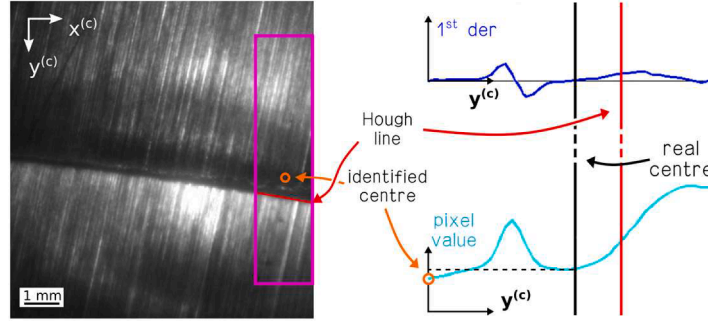 x(c)
y(c)
1 mm
1st der
y(c)
Hough
line
identified
centre
real
centre
pixel
value
y(c)